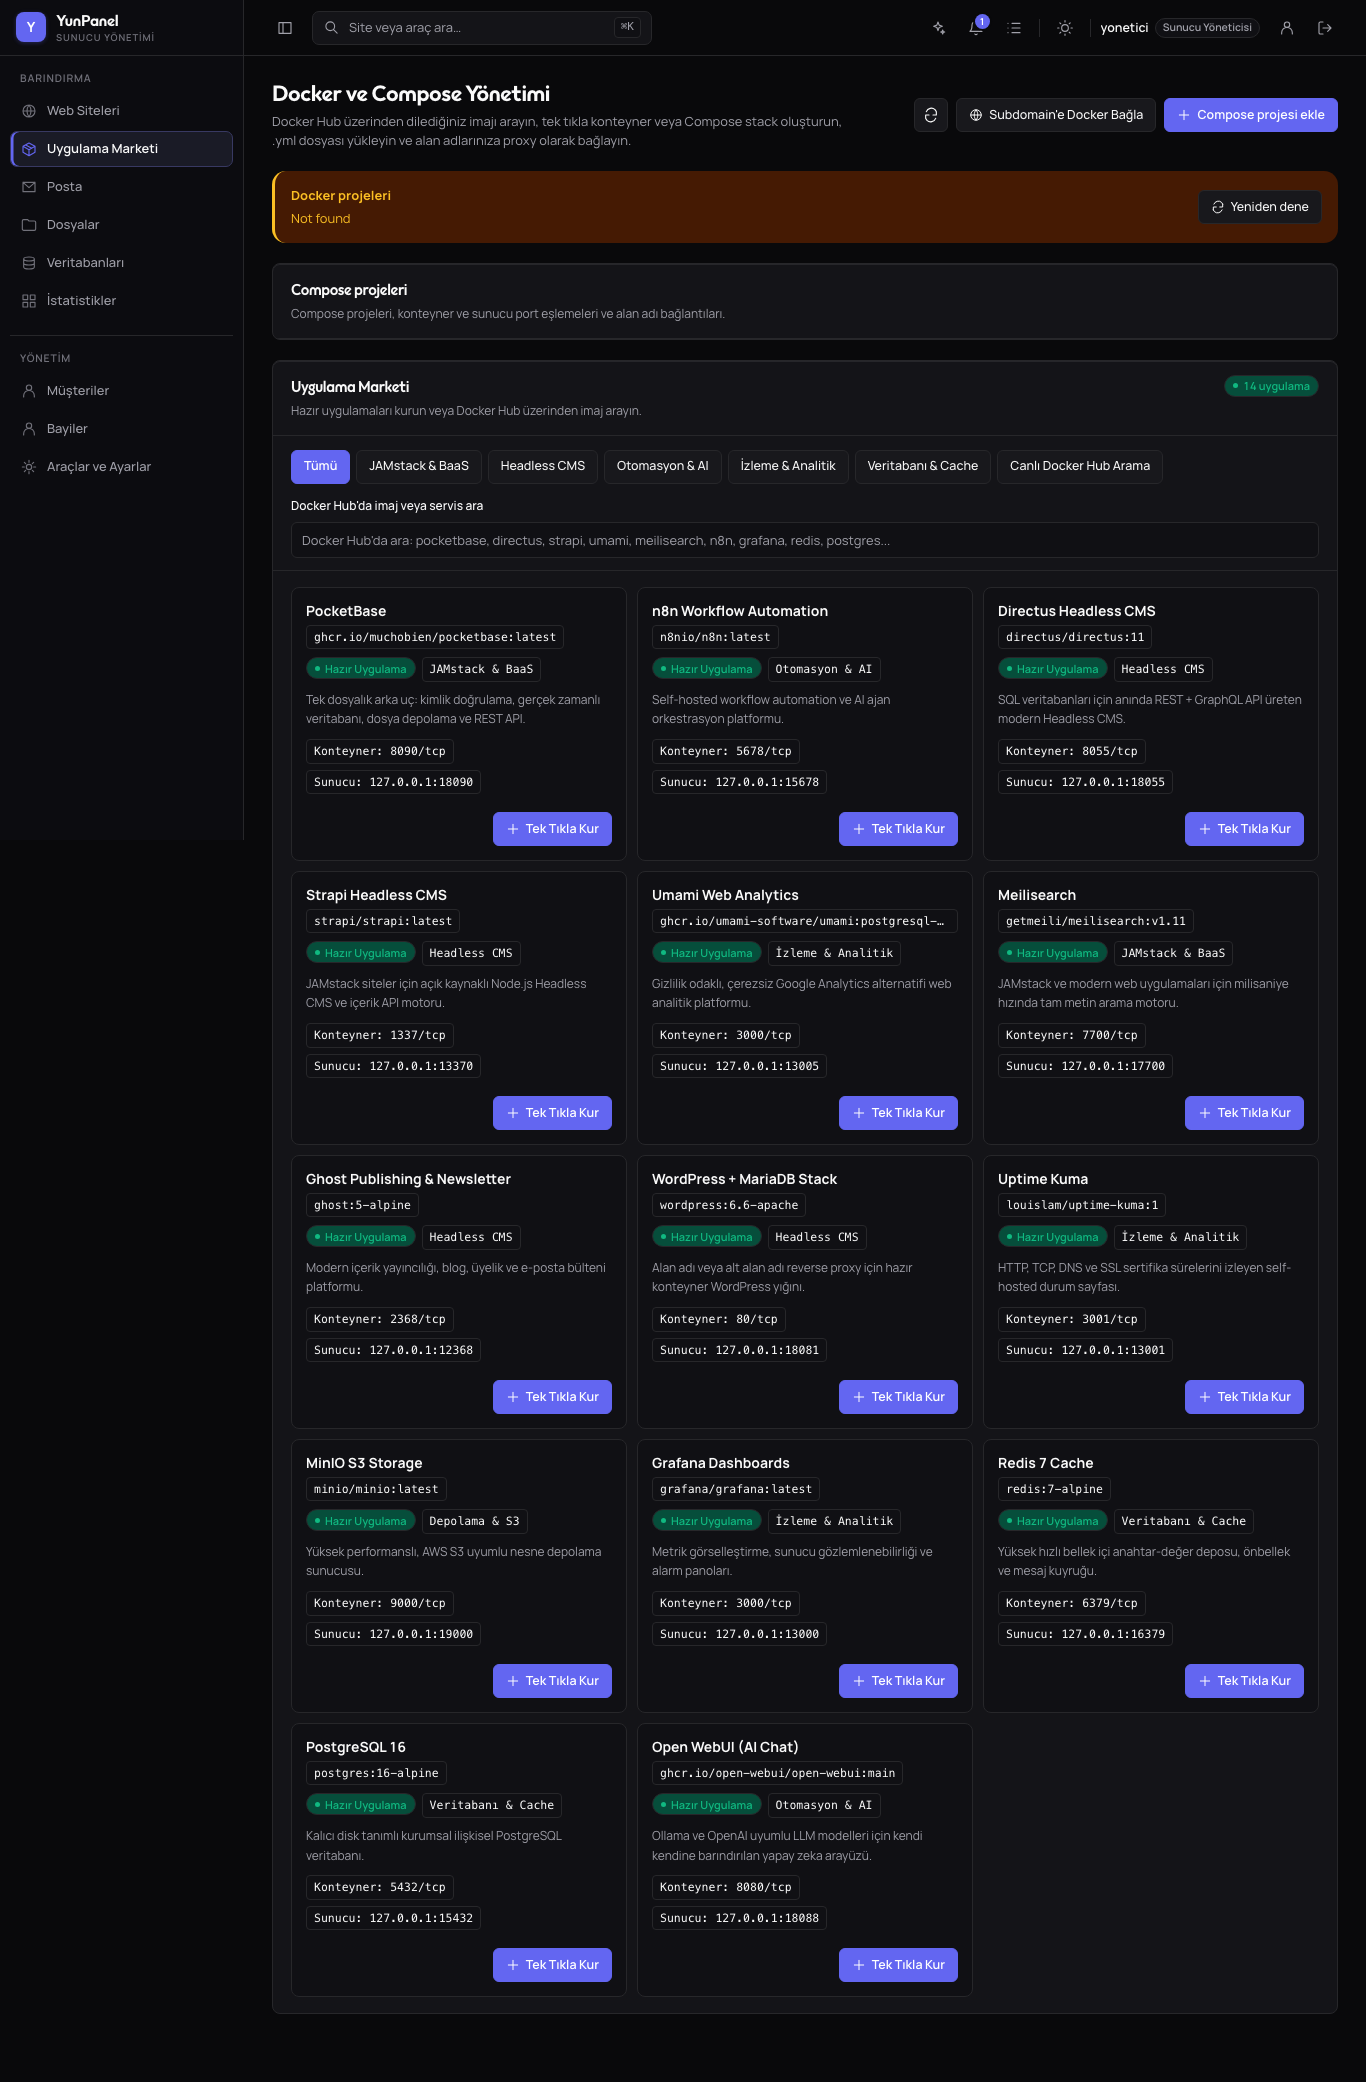 Y
YunPanel
SUNUCU YÖNETİMİ
BARINDIRMA
Web Siteleri
Uygulama Marketi
Posta
Dosyalar
Veritabanları
İstatistikler
YÖNETİM
Müşteriler
Bayiler
Araçlar ve Ayarlar
Site veya araç ara...
⌘K
1
yonetici
Sunucu Yöneticisi
Docker ve Compose Yönetimi
Docker Hub üzerinden dilediğiniz imajı arayın, tek tıkla konteyner veya Compose stack oluşturun,
.yml dosyası yükleyin ve alan adlarınıza proxy olarak bağlayın.
Subdomain'e Docker Bağla
Compose projesi ekle
Docker projeleri
Not found
Yeniden dene
Compose projeleri
Compose projeleri, konteyner ve sunucu port eşlemeleri ve alan adı bağlantıları.
Uygulama Marketi
14 uygulama
Hazır uygulamaları kurun veya Docker Hub üzerinden imaj arayın.
Tümü
JAMstack & BaaS
Headless CMS
Otomasyon & AI
İzleme & Analitik
Veritabanı & Cache
Canlı Docker Hub Arama
Docker Hub'da imaj veya servis ara
Docker Hub'da ara: pocketbase, directus, strapi, umami, meilisearch, n8n, grafana, redis, postgres...
PocketBase
ghcr.io/muchobien/pocketbase:latest
Hazır Uygulama
JAMstack & BaaS
Tek dosyalık arka uç: kimlik doğrulama, gerçek zamanlı
veritabanı, dosya depolama ve REST API.
Konteyner: 8090/tcp
Sunucu: 127.0.0.1:18090
Tek Tıkla Kur
n8n Workflow Automation
n8nio/n8n:latest
Hazır Uygulama
Otomasyon & AI
Self-hosted workflow automation ve AI ajan
orkestrasyon platformu.
Konteyner: 5678/tcp
Sunucu: 127.0.0.1:15678
Tek Tıkla Kur
Directus Headless CMS
directus/directus:11
Hazır Uygulama
Headless CMS
SQL veritabanları için anında REST + GraphQL API üreten
modern Headless CMS.
Konteyner: 8055/tcp
Sunucu: 127.0.0.1:18055
Tek Tıkla Kur
Strapi Headless CMS
strapi/strapi:latest
Hazır Uygulama
Headless CMS
JAMstack siteler için açık kaynaklı Node.js Headless
CMS ve içerik API motoru.
Konteyner: 1337/tcp
Sunucu: 127.0.0.1:13370
Tek Tıkla Kur
Umami Web Analytics
ghcr.io/umami-software/umami:postgresql-…
Hazır Uygulama
İzleme & Analitik
Gizlilik odaklı, çerezsiz Google Analytics alternatifi web
analitik platformu.
Konteyner: 3000/tcp
Sunucu: 127.0.0.1:13005
Tek Tıkla Kur
Meilisearch
getmeili/meilisearch:v1.11
Hazır Uygulama
JAMstack & BaaS
JAMstack ve modern web uygulamaları için milisaniye
hızında tam metin arama motoru.
Konteyner: 7700/tcp
Sunucu: 127.0.0.1:17700
Tek Tıkla Kur
Ghost Publishing & Newsletter
ghost:5-alpine
Hazır Uygulama
Headless CMS
Modern içerik yayıncılığı, blog, üyelik ve e-posta bülteni
platformu.
Konteyner: 2368/tcp
Sunucu: 127.0.0.1:12368
Tek Tıkla Kur
WordPress + MariaDB Stack
wordpress:6.6-apache
Hazır Uygulama
Headless CMS
Alan adı veya alt alan adı reverse proxy için hazır
konteyner WordPress yığını.
Konteyner: 80/tcp
Sunucu: 127.0.0.1:18081
Tek Tıkla Kur
Uptime Kuma
louislam/uptime-kuma:1
Hazır Uygulama
İzleme & Analitik
HTTP, TCP, DNS ve SSL sertifika sürelerini izleyen self-
hosted durum sayfası.
Konteyner: 3001/tcp
Sunucu: 127.0.0.1:13001
Tek Tıkla Kur
MinIO S3 Storage
minio/minio:latest
Hazır Uygulama
Depolama & S3
Yüksek performanslı, AWS S3 uyumlu nesne depolama
sunucusu.
Konteyner: 9000/tcp
Sunucu: 127.0.0.1:19000
Tek Tıkla Kur
Grafana Dashboards
grafana/grafana:latest
Hazır Uygulama
İzleme & Analitik
Metrik görselleştirme, sunucu gözlemlenebilirliği ve
alarm panoları.
Konteyner: 3000/tcp
Sunucu: 127.0.0.1:13000
Tek Tıkla Kur
Redis 7 Cache
redis:7-alpine
Hazır Uygulama
Veritabanı & Cache
Yüksek hızlı bellek içi anahtar-değer deposu, önbellek
ve mesaj kuyruğu.
Konteyner: 6379/tcp
Sunucu: 127.0.0.1:16379
Tek Tıkla Kur
PostgreSQL 16
postgres:16-alpine
Hazır Uygulama
Veritabanı & Cache
Kalıcı disk tanımlı kurumsal ilişkisel PostgreSQL
veritabanı.
Konteyner: 5432/tcp
Sunucu: 127.0.0.1:15432
Tek Tıkla Kur
Open WebUI (AI Chat)
ghcr.io/open-webui/open-webui:main
Hazır Uygulama
Otomasyon & AI
Ollama ve OpenAI uyumlu LLM modelleri için kendi
kendine barındırılan yapay zeka arayüzü.
Konteyner: 8080/tcp
Sunucu: 127.0.0.1:18088
Tek Tıkla Kur